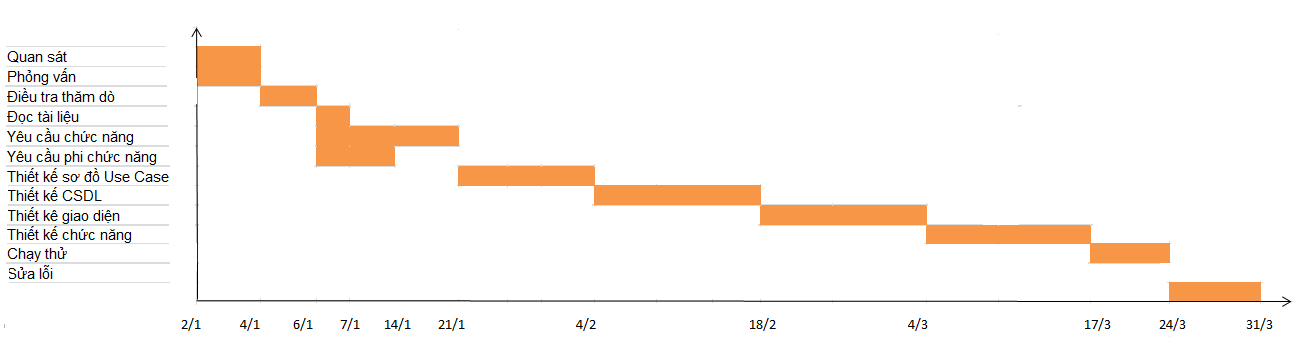 Quan sát
Phỏng vấn
Điều tra thăm dò
Đọc tài liệu
Yêu cầu chức năng
Yêu cầu phi chức năng
Thiết kế sơ đồ Use Case
Thiết kế CSDL
Thiết kê giao diện
Thiết kế chức năng
Chạy thử
Sửa lỗi
2/1 4/1 6/1 7/1 14/1 21/1 4/2 18/2 4/3 17/3 24/3 31/3